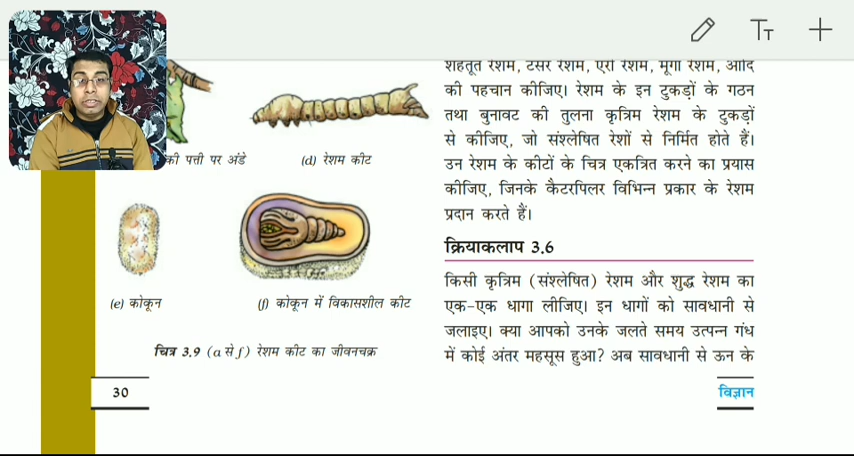 की पत्ती पर अंडे
(d) रेशम कीट
(e) कोकून
(f) कोकून में विकासशील कीट
चित्र 3.9 (a से f) रेशम कीट का जीवनचक्र
30
शहतूत रेशम, टसर रेशम, एरी रेशम, मूगा रेशम, आदि
की पहचान कीजिए। रेशम के इन टुकड़ों के गठन
तथा बुनावट की तुलना कृत्रिम रेशम के टुकड़ों
से कीजिए, जो संश्लेषित रेशों से निर्मित होते हैं।
उन रेशम के कीटों के चित्र एकत्रित करने का प्रयास
कीजिए, जिनके कैटरपिलर विभिन्न प्रकार के रेशम
प्रदान करते हैं।
क्रियाकलाप 3.6
किसी कृत्रिम (संश्लेषित) रेशम और शुद्ध रेशम का
एक-एक धागा लीजिए। इन धागों को सावधानी से
जलाइए। क्या आपको उनके जलते समय उत्पन्न गंध
में कोई अंतर महसूस हुआ? अब सावधानी से ऊन के
विज्ञान